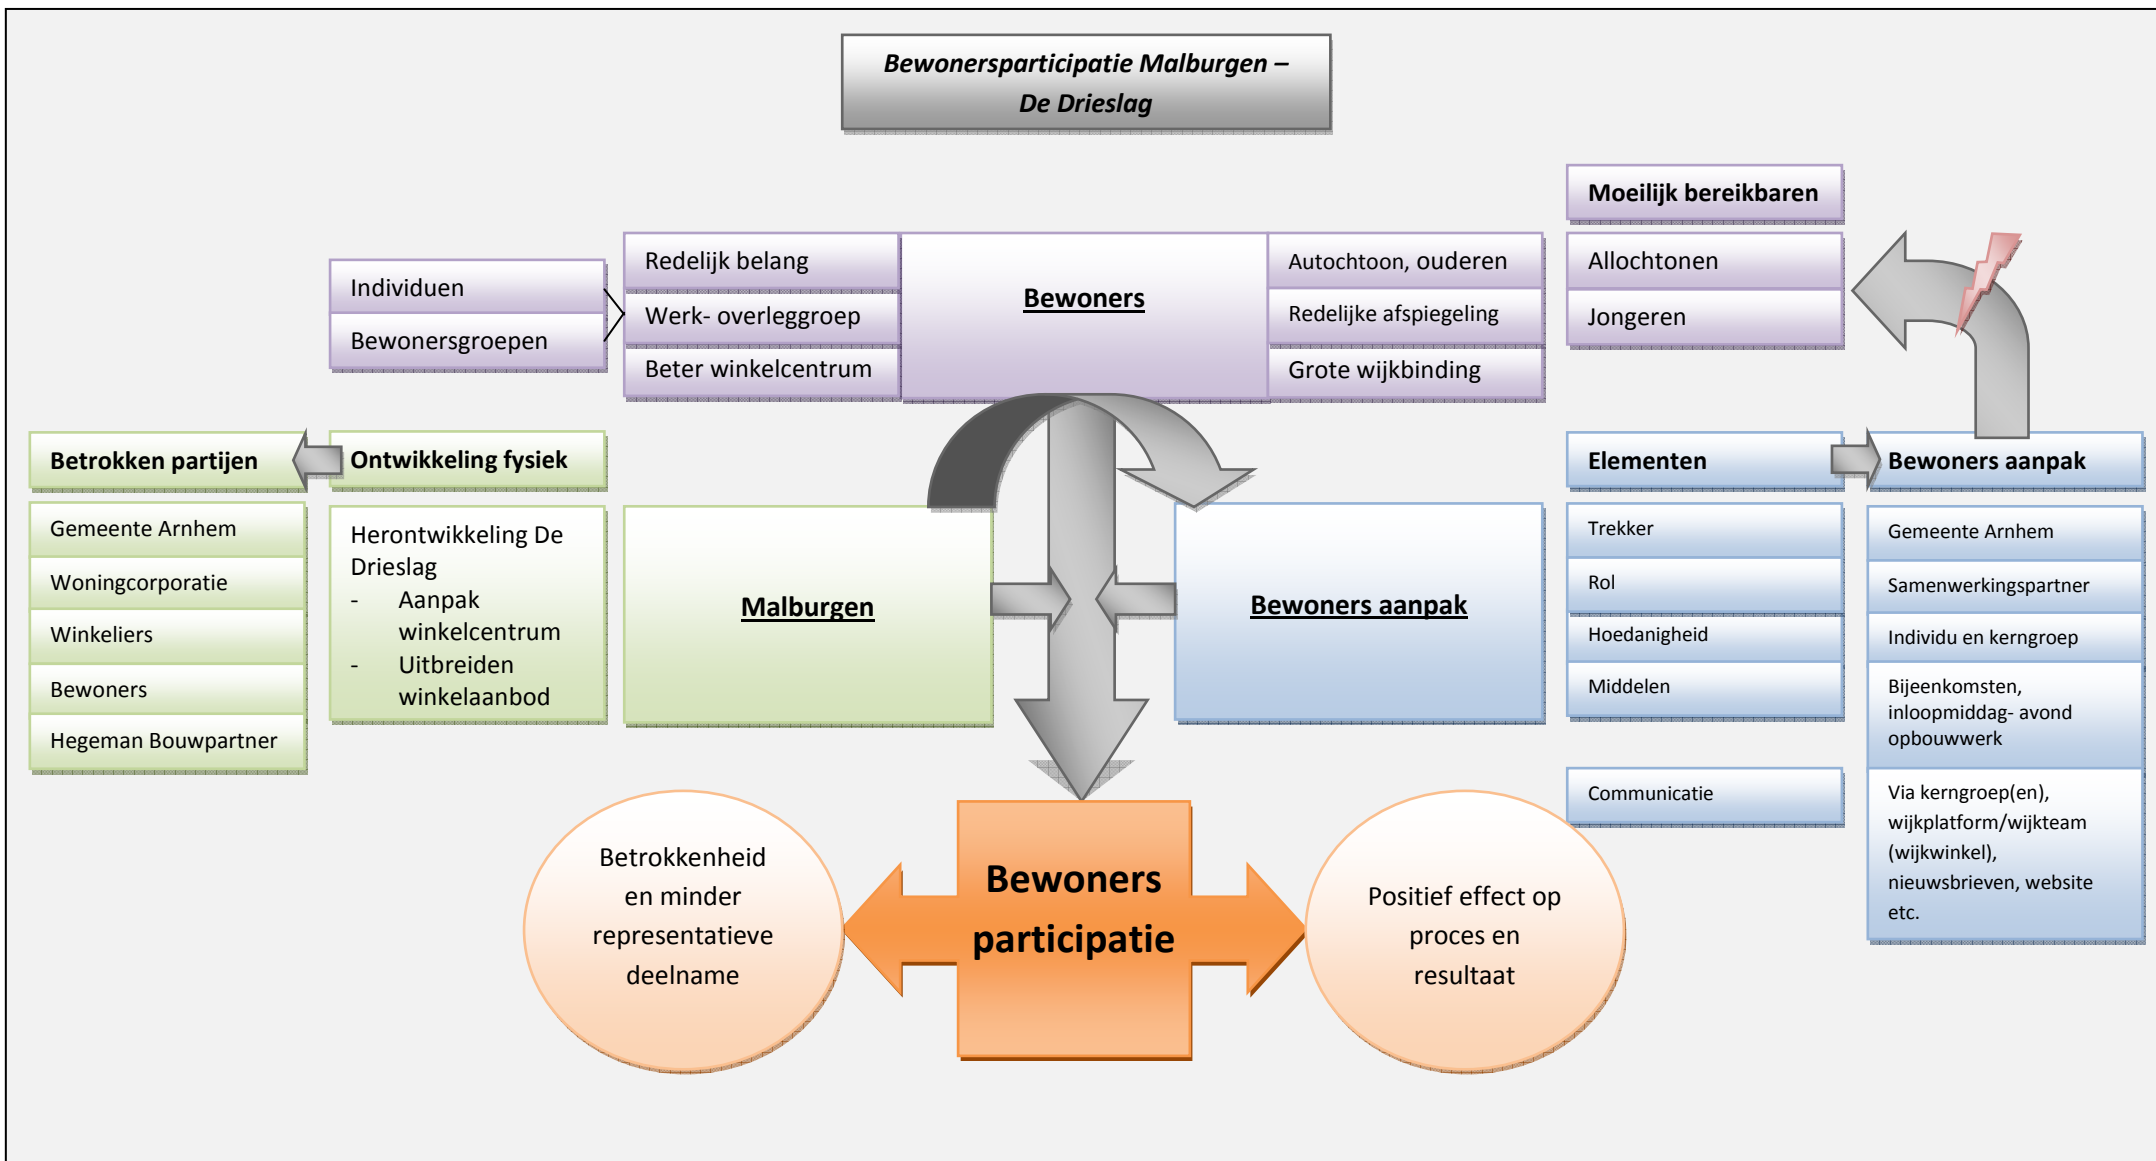 Bewonersparticipatie Malburgen –
De Drieslag
Moeilijk bereikbaren
Allochtonen
Jongeren
Individuen
Bewonersgroepen
Redelijk belang
Werk- overleggroep
Beter winkelcentrum
Bewoners
Autochtoon, ouderen
Redelijke afspiegeling
Grote wijkbinding
Betrokken partijen
Gemeente Arnhem
Woningcorporatie
Winkeliers
Bewoners
Hegeman Bouwpartner
Ontwikkeling fysiek
Herontwikkeling De
Drieslag
- Aanpak
winkelcentrum
- Uitbreiden
winkelaanbod
Malburgen
Bewoners aanpak
Elementen
Trekker
Rol
Hoedanigheid
Middelen
Communicatie
Bewoners aanpak
Gemeente Arnhem
Samenwerkingspartner
Individu en kerngroep
Bijeenkomsten,
inloopmiddag- avond
opbouwwerk
Via kerngroep(en),
wijkplatform/wijkteam
(wijkwinkel),
nieuwsbrieven, website
etc.
Betrokkenheid
en minder
representatieve
deelname
Bewoners
participatie
Positief effect op
proces en
resultaat